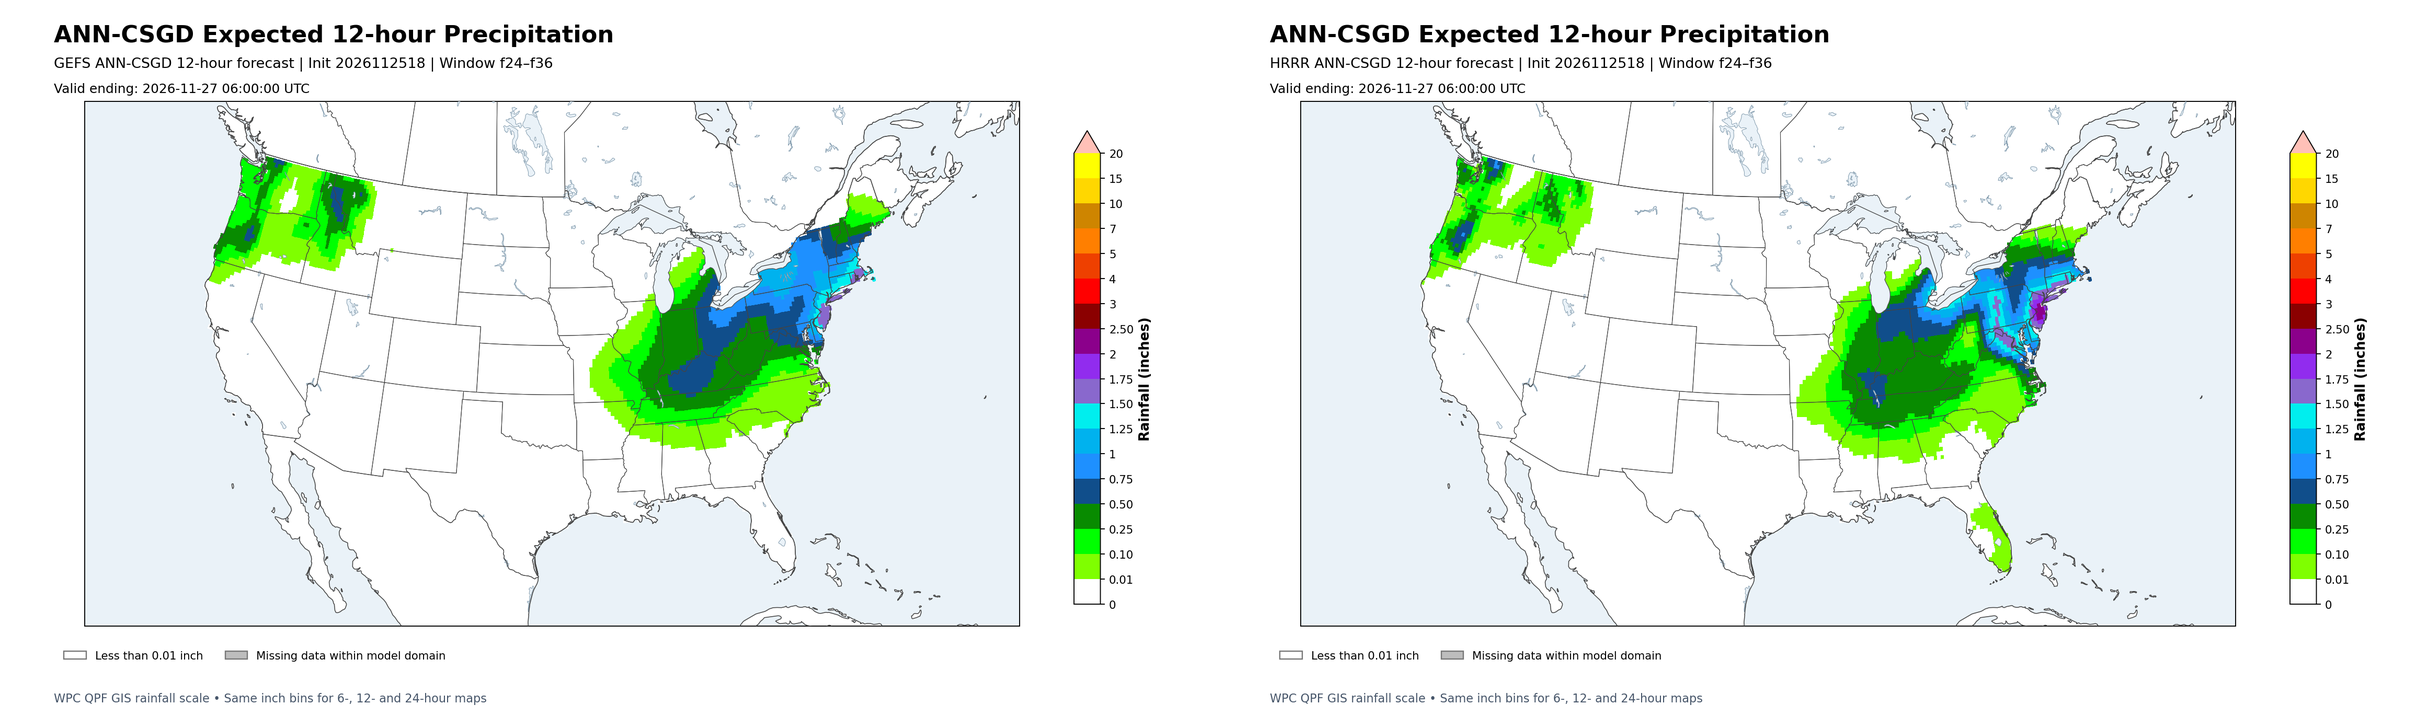 ANN-CSGD Expected 12-hour Precipitation
GEFS ANN-CSGD 12-hour forecast | Init 2026112518 | Window f24–f36
Valid ending: 2026-11-27 06:00:00 UTC
20
15
10
7
5
4
3
2.50
2
1.75
1.50
1.25
1
0.75
0.50
0.25
0.10
0.01
0
Rainfall (inches)
Less than 0.01 inch
Missing data within model domain
WPC QPF GIS rainfall scale • Same inch bins for 6-, 12- and 24-hour maps
ANN-CSGD Expected 12-hour Precipitation
HRRR ANN-CSGD 12-hour forecast | Init 2026112518 | Window f24–f36
Valid ending: 2026-11-27 06:00:00 UTC
20
15
10
7
5
4
3
2.50
2
1.75
1.50
1.25
1
0.75
0.50
0.25
0.10
0.01
0
Rainfall (inches)
Less than 0.01 inch
Missing data within model domain
WPC QPF GIS rainfall scale • Same inch bins for 6-, 12- and 24-hour maps